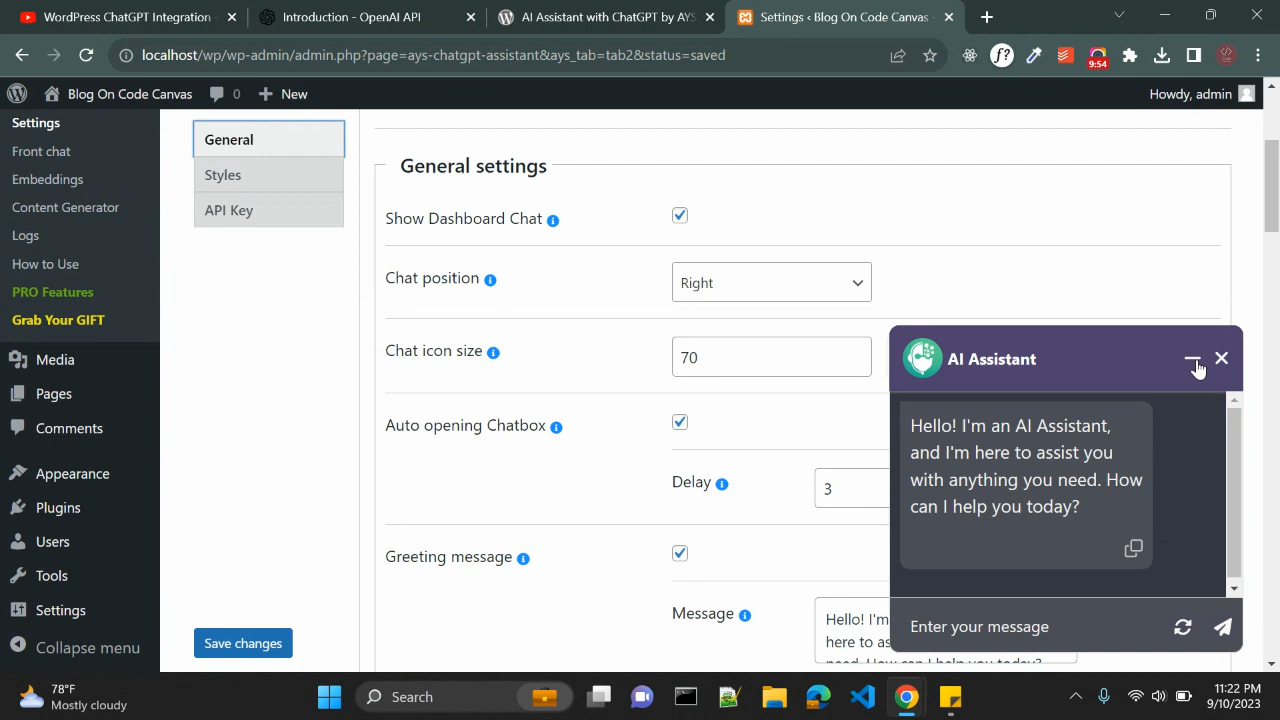 WordPress ChatGPT Integration -
Introduction - OpenAI API
AI Assistant with ChatGPT by AYS
Settings ‹ Blog On Code Canvas —
localhost/wp/wp-admin/admin.php?page=ays-chatgpt-assistant&ays_tab=tab2&status=saved
f?
9:54
Blog On Code Canvas
0
New
Howdy, admin
Settings
Front chat
Embeddings
Content Generator
Logs
How to Use
PRO Features
Grab Your GIFT
Media
Pages
Comments
Appearance
Plugins
Users
Tools
Settings
Collapse menu
General
Styles
API Key
Save changes
General settings
Show Dashboard Chat
Chat position
Right
Chat icon size
70
Auto opening Chatbox
Delay
3
Greeting message
Message
Hello! I'm
here to as
need. How can I help you today?
AI Assistant
Hello! I'm an AI Assistant,
and I'm here to assist you
with anything you need. How
can I help you today?
Enter your message
78°F
Mostly cloudy
Search
11:22 PM
9/10/2023